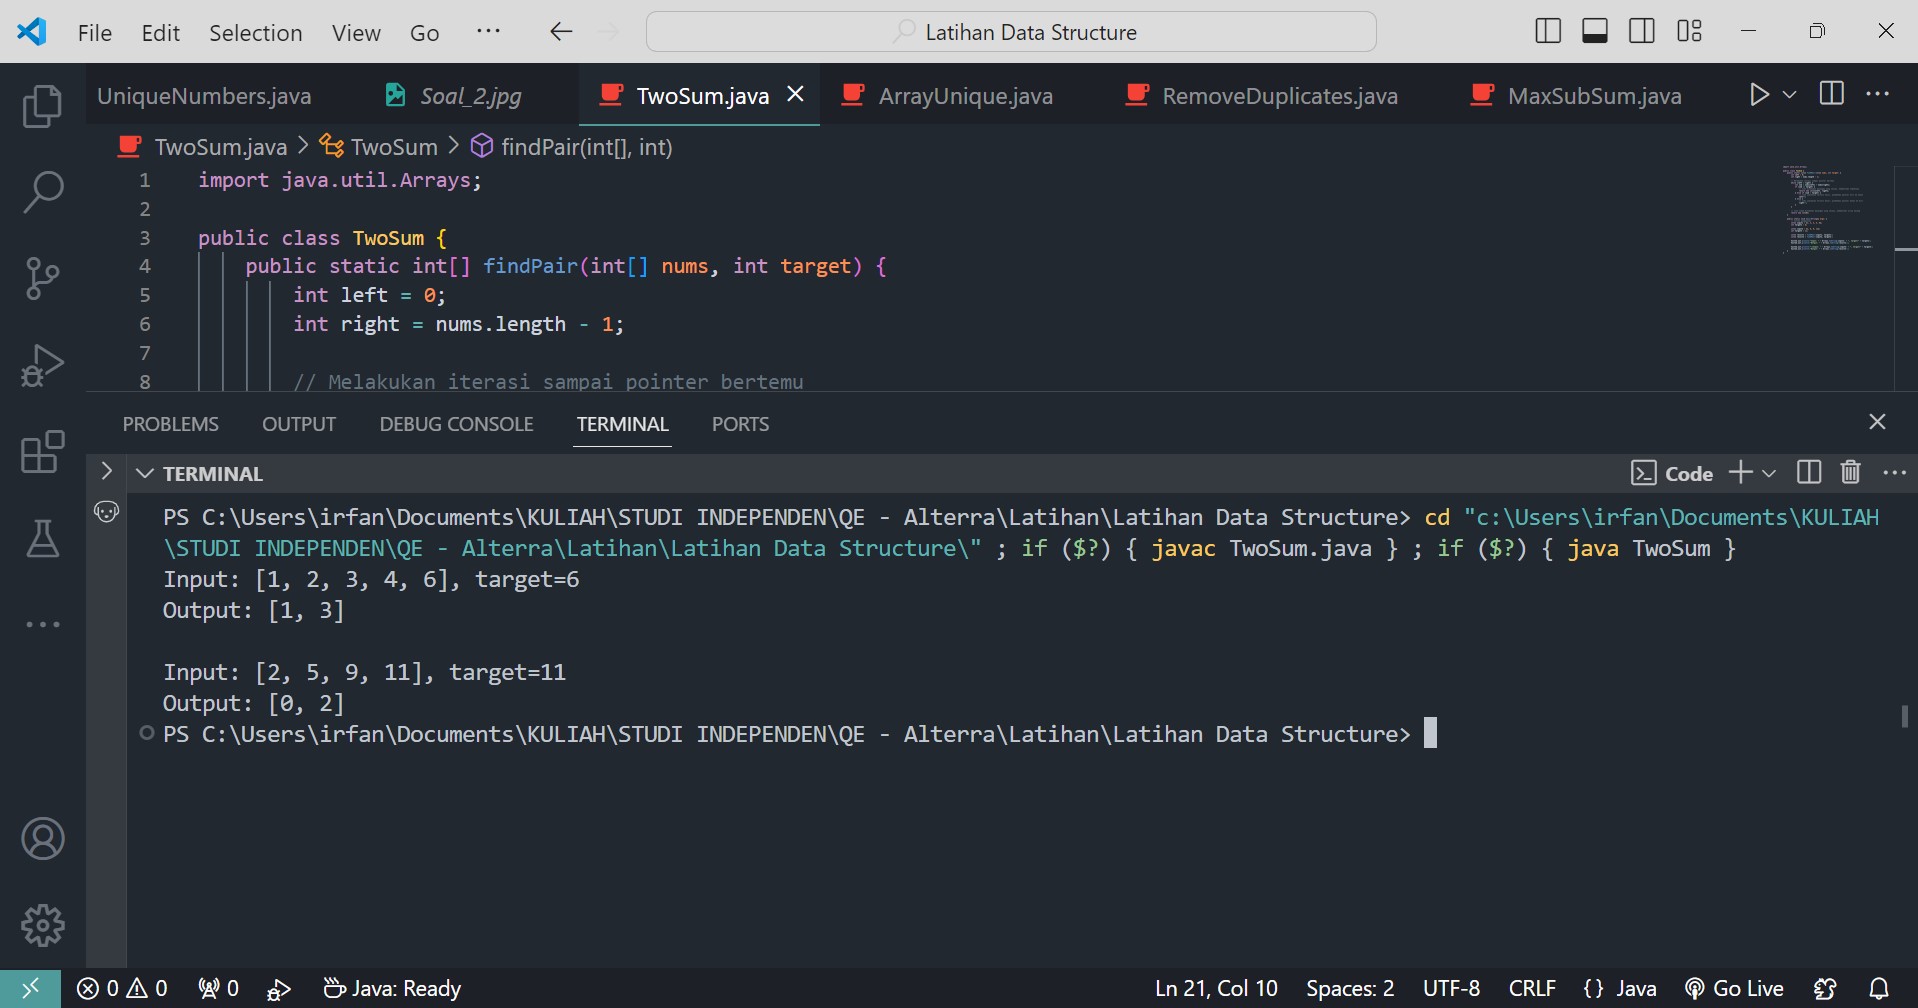 File Edit Selection View Go ··· Latihan Data Structure
UniqueNumbers.java Soal_2.jpg TwoSum.java ArrayUnique.java RemoveDuplicates.java MaxSubSum.java
TwoSum.java > TwoSum > findPair(int[], int)
1 import java.util.Arrays;
2
3 public class TwoSum {
4 public static int[] findPair(int[] nums, int target) {
5 int left = 0;
6 int right = nums.length - 1;
7
8 // Melakukan iterasi sampai pointer bertemu
PROBLEMS OUTPUT DEBUG CONSOLE TERMINAL PORTS
TERMINAL Code
PS C:\Users\irfan\Documents\KULIAH\STUDI INDEPENDEN\QE - Alterra\Latihan\Latihan Data Structure> cd "c:\Users\irfan\Documents\KULIAH
\STUDI INDEPENDEN\QE - Alterra\Latihan\Latihan Data Structure\" ; if ($?) { javac TwoSum.java } ; if ($?) { java TwoSum }
Input: [1, 2, 3, 4, 6], target=6
Output: [1, 3]
Input: [2, 5, 9, 11], target=11
Output: [0, 2]
PS C:\Users\irfan\Documents\KULIAH\STUDI INDEPENDEN\QE - Alterra\Latihan\Latihan Data Structure>
0 0 0 Java: Ready Ln 21, Col 10 Spaces: 2 UTF-8 CRLF {} Java Go Live